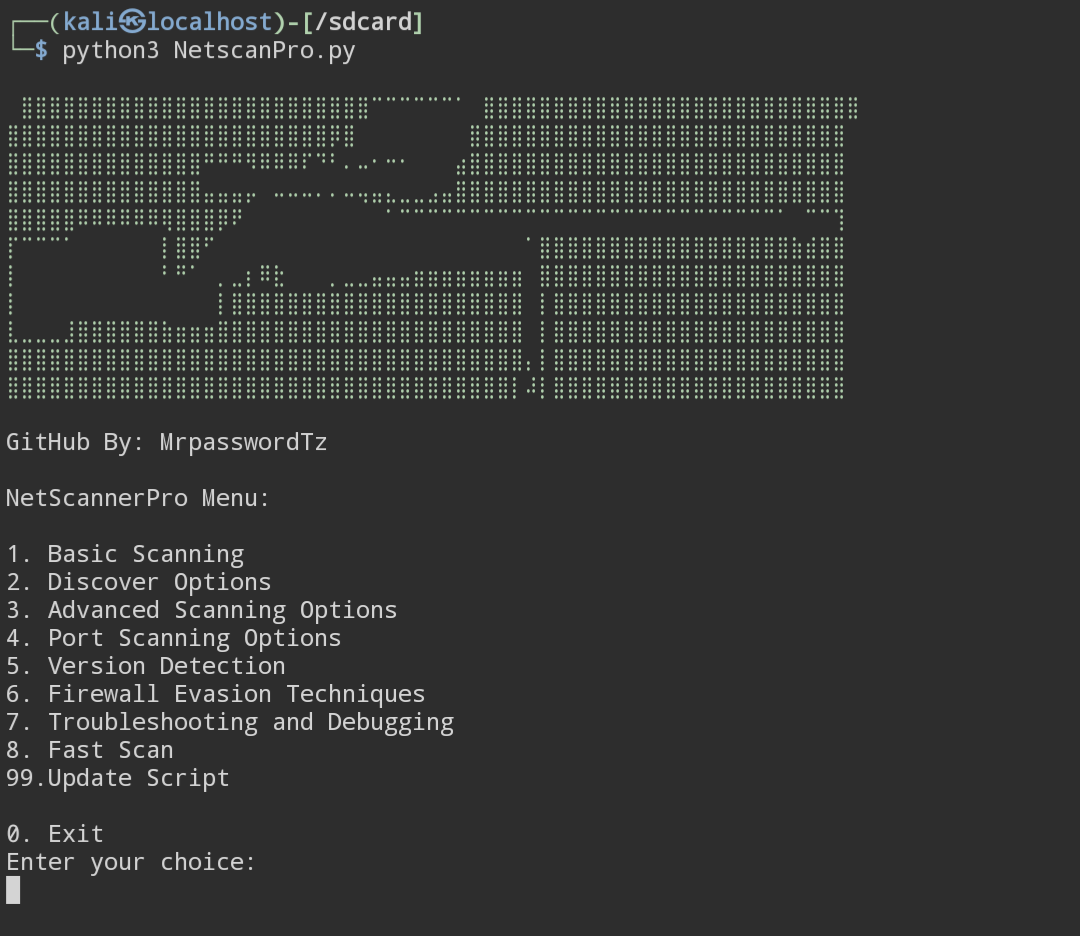 ┌──(kali㉿localhost)-[/sdcard]
└─$ python3 NetscanPro.py
GitHub By: MrpasswordTz
NetScannerPro Menu:
1. Basic Scanning
2. Discover Options
3. Advanced Scanning Options
4. Port Scanning Options
5. Version Detection
6. Firewall Evasion Techniques
7. Troubleshooting and Debugging
8. Fast Scan
99.Update Script
0. Exit
Enter your choice: